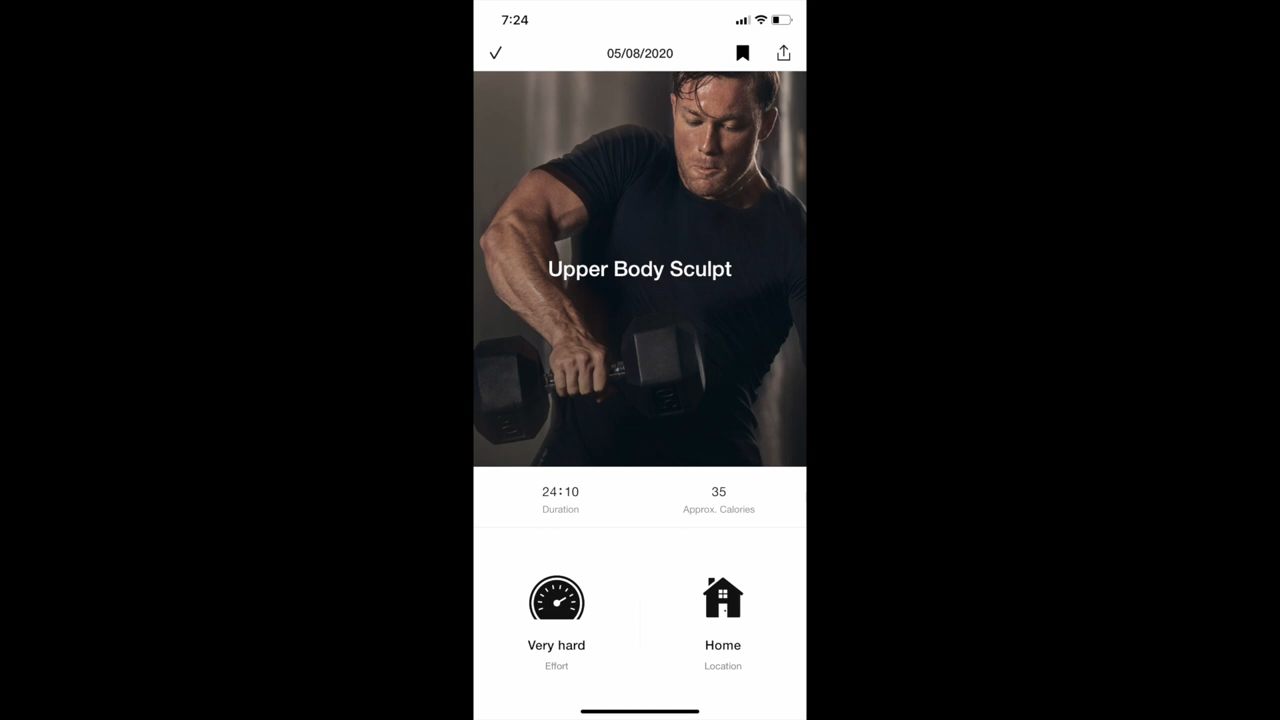 7:24
05/08/2020
Upper Body Sculpt
24:10
35
Duration
Approx. Calories
Very hard
Home
Effort
Location